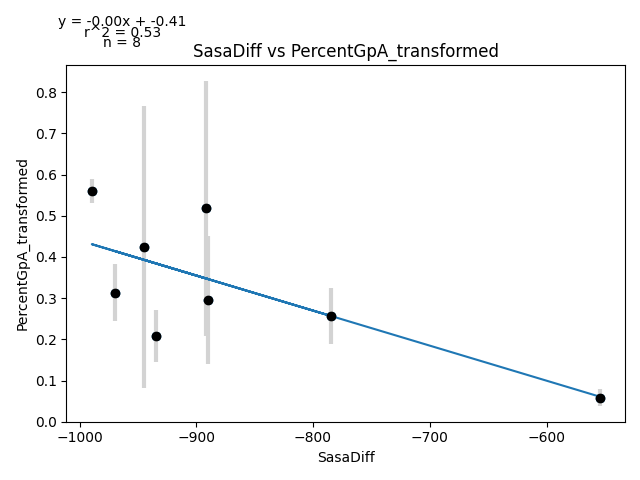 y = -0.00x + -0.41
r^2 = 0.53
n = 8
SasaDiff vs PercentGpA_transformed
PercentGpA_transformed
0.8
0.7
0.6
0.5
0.4
0.3
0.2
0.1
0.0
−1000 −900 −800 −700 −600
SasaDiff